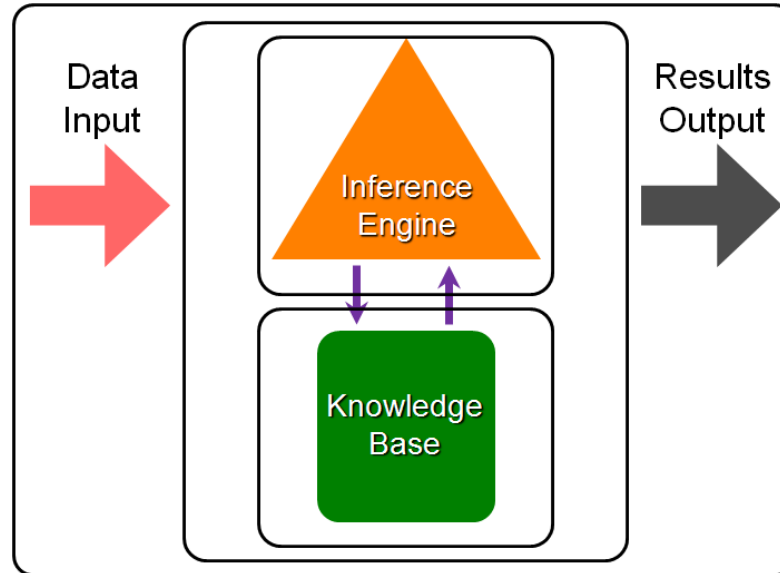 Data
Input
Results
Output
Inference
Engine
Knowledge
Base